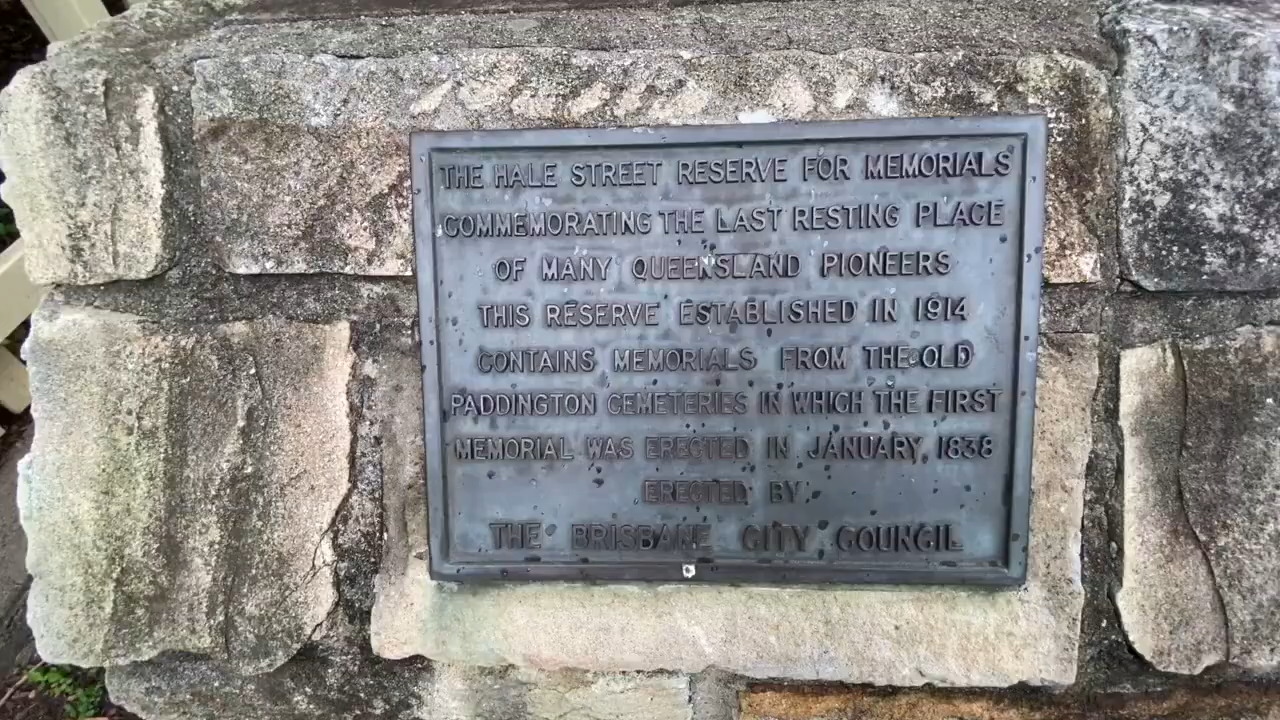 THE HALE STREET RESERVE FOR MEMORIALS
COMMEMORATING THE LAST RESTING PLACE
OF MANY QUEENSLAND PIONEERS
THIS RESERVE ESTABLISHED IN 1914
CONTAINS MEMORIALS FROM THE OLD
PADDINGTON CEMETERIES IN WHICH THE FIRST
MEMORIAL WAS ERECTED IN JANUARY, 1838
ERECTED BY
THE BRISBANE CITY COUNCIL